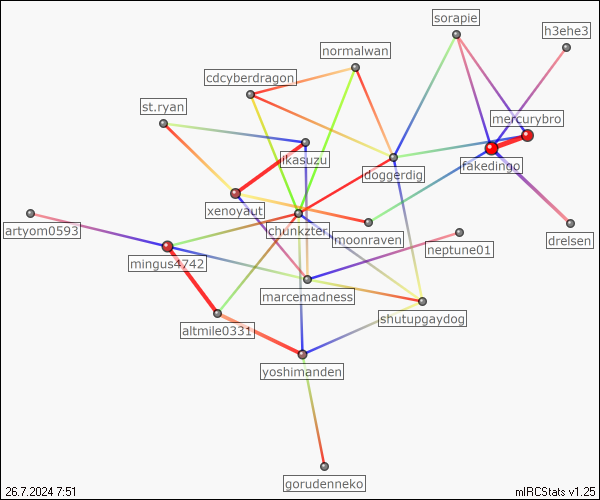 sorapie
h3ehe3
normalwan
cdcyberdragon
st.ryan
mercurybro
jkasuzu
fakedingo
doggerdig
xenoyaut
artyom0593
chunkzter
moonraven
drelsen
neptune01
mingus4742
marcemadness
shutupgaydog
altmile0331
yoshimanden
gorudenneko
26.7.2024 7:51
mIRCStats v1.25